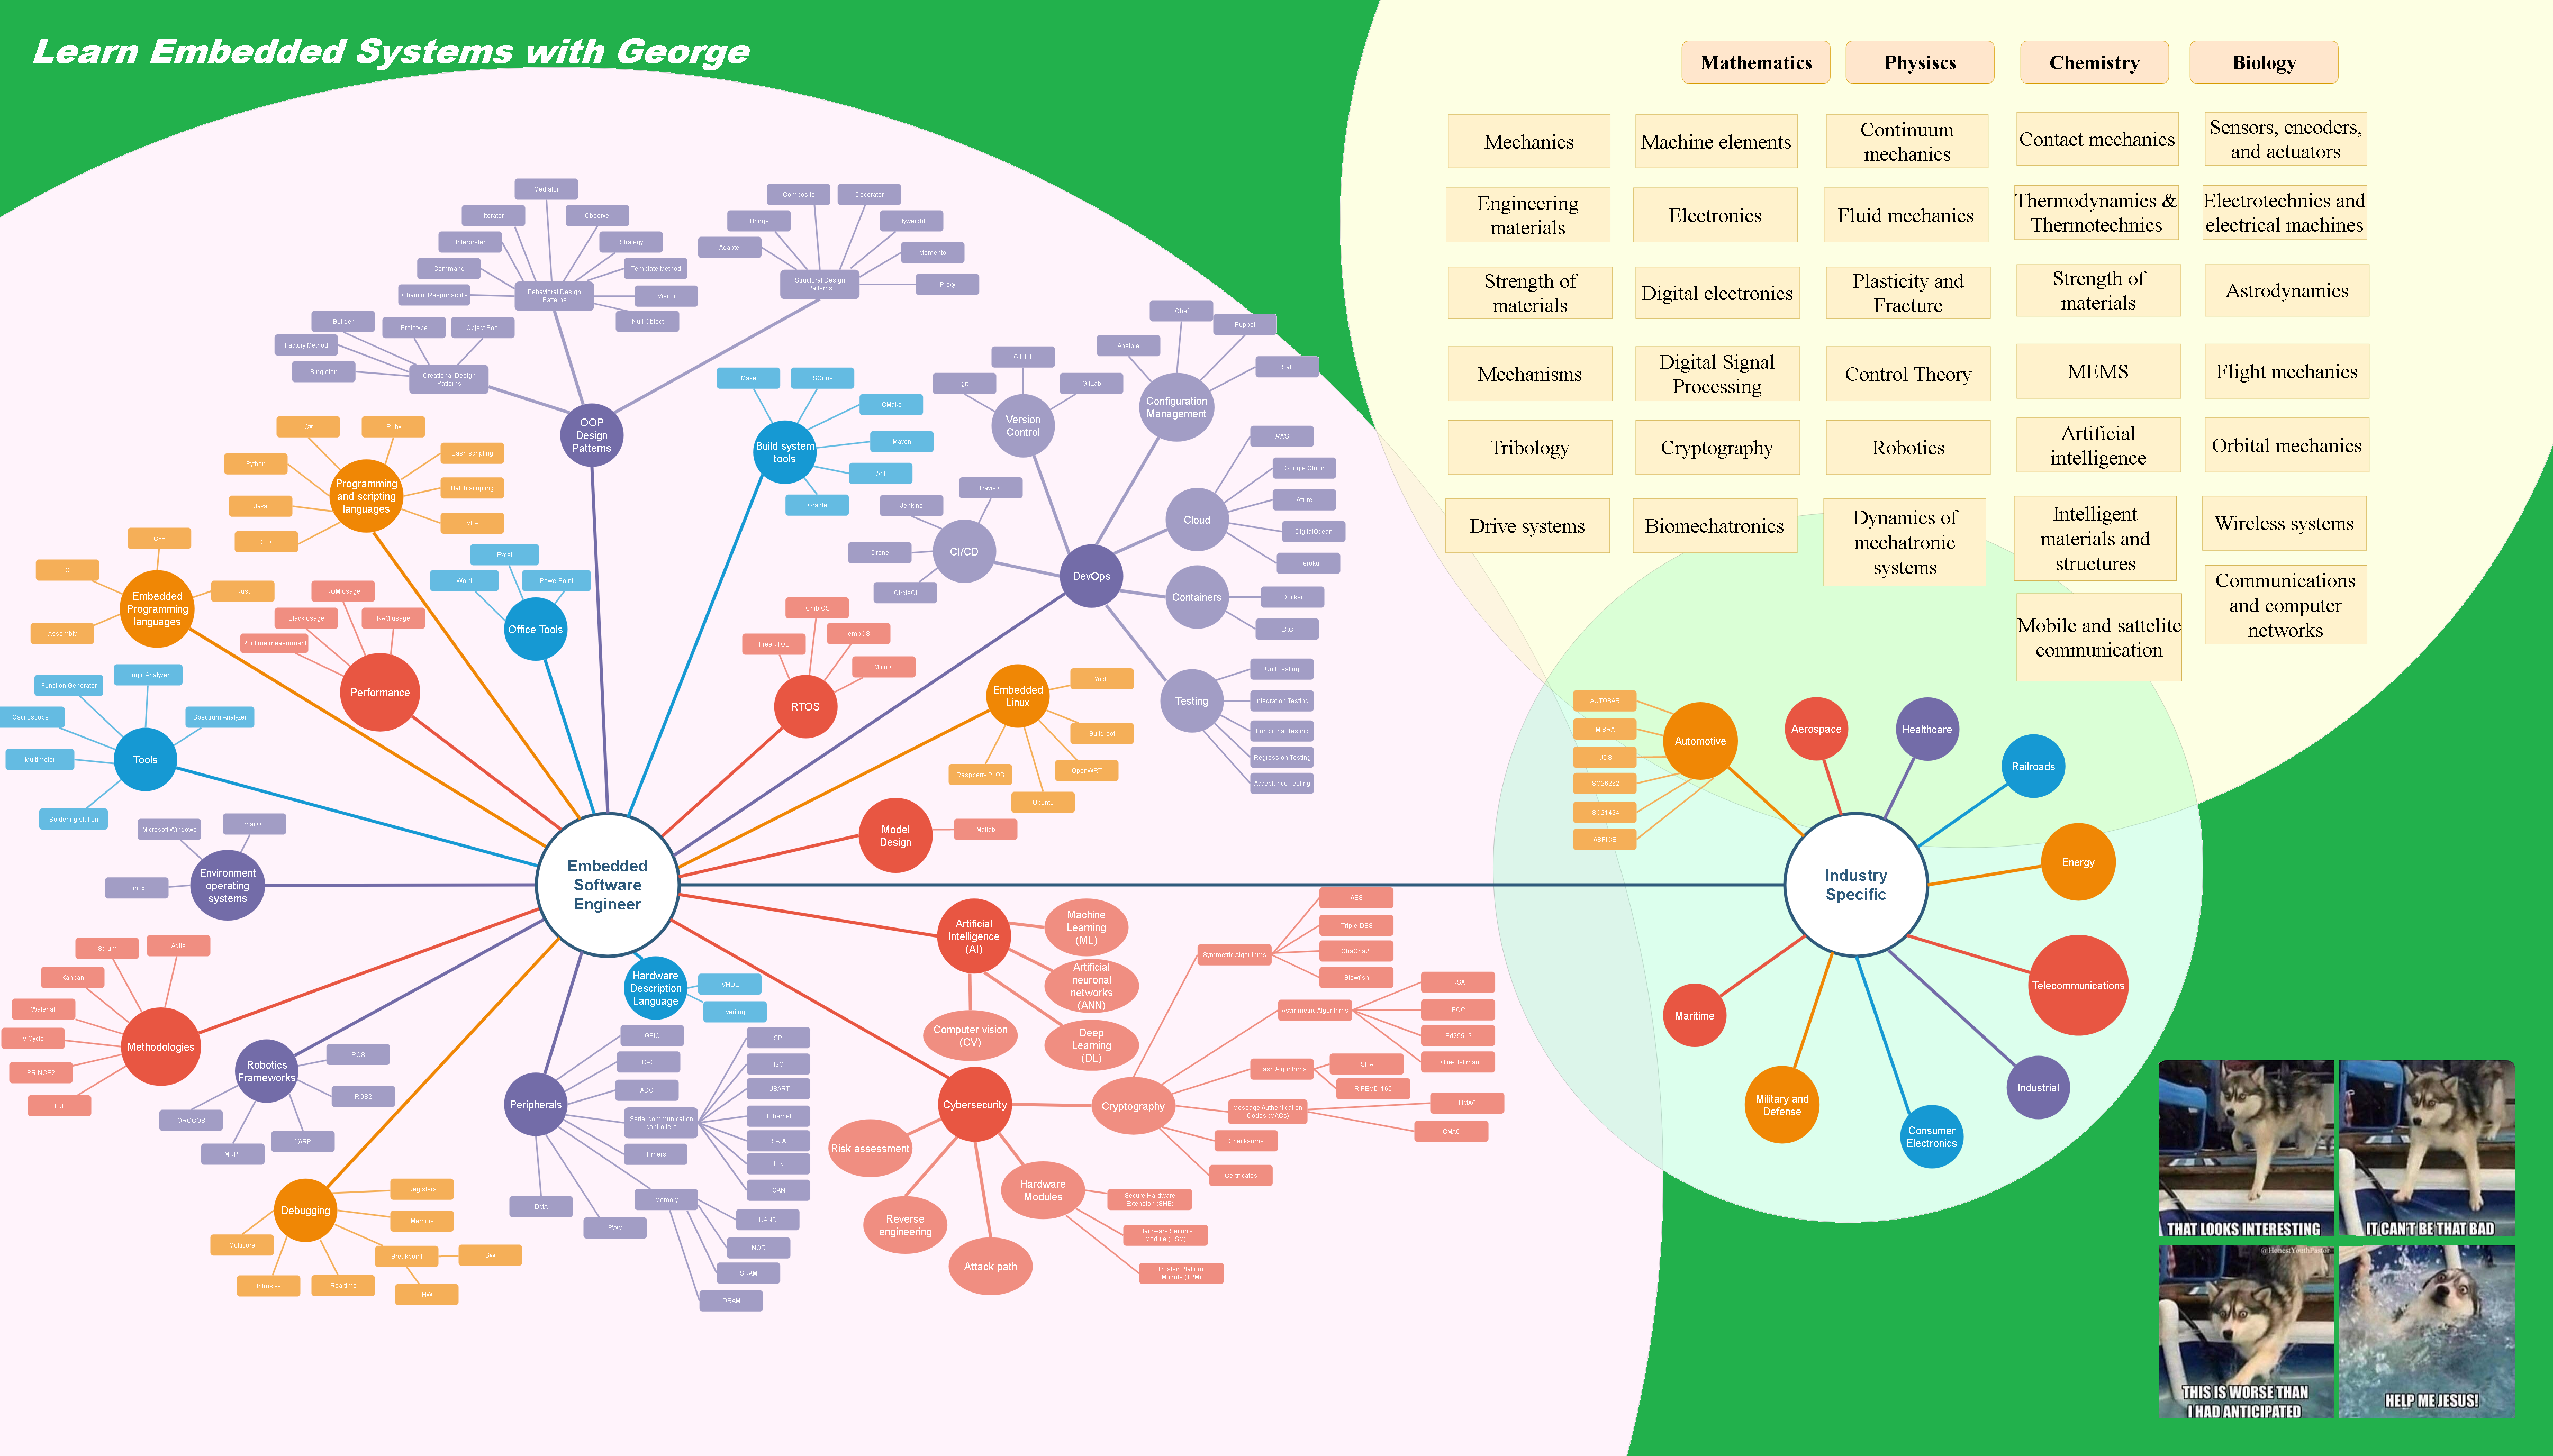 Learn Embedded Systems with George
Mathematics
Physiscs
Chemistry
Biology
Mechanics
Machine elements
Continuum
mechanics
Contact mechanics
Sensors, encoders,
and actuators
Engineering
materials
Electronics
Fluid mechanics
Thermodynamics &
Thermotechnics
Electrotechnics and
electrical machines
Strength of
materials
Digital electronics
Plasticity and
Fracture
Strength of
materials
Astrodynamics
Mechanisms
Digital Signal
Processing
Control Theory
MEMS
Flight mechanics
Tribology
Cryptography
Robotics
Artificial
intelligence
Orbital mechanics
Drive systems
Biomechatronics
Dynamics of
mechatronic
systems
Intelligent
materials and
structures
Wireless systems
Mobile and sattelite
communication
Communications
and computer
networks
Embedded
Software
Engineer
OOP
Design
Patterns
Behavioral Design
Patterns
Mediator
Iterator
Observer
Interpreter
Strategy
Command
Template Method
Chain of Responsibiliy
Visitor
Null Object
Structural Design
Patterns
Composite
Decorator
Bridge
Flyweight
Adapter
Memento
Proxy
Creational Design
Patterns
Builder
Prototype
Object Pool
Factory Method
Singleton
Programming
and scripting
languages
C#
Ruby
Python
Bash scripting
Java
Batch scripting
C++
VBA
Embedded
Programming
languages
C++
C
Rust
Assembly
Performance
ROM usage
Stack usage
RAM usage
Runtime measurment
Office Tools
Excel
Word
PowerPoint
Build system
tools
Make
SCons
CMake
Maven
Ant
Gradle
DevOps
Version
Control
GitHub
git
GitLab
Configuration
Management
Chef
Puppet
Ansible
Salt
CI/CD
Travis CI
Jenkins
Drone
CircleCI
Cloud
AWS
Google Cloud
Azure
DigitalOcean
Heroku
Containers
Docker
LXC
Testing
Unit Testing
Integration Testing
Functional Testing
Regression Testing
Acceptance Testing
RTOS
ChibiOS
FreeRTOS
embOS
MicroC
Embedded
Linux
Yocto
Buildroot
OpenWRT
Raspbarry Pi OS
Ubuntu
Model
Design
Matlab
Tools
Logix Analyzer
Function Generator
Oscitoscope
Spectrum Analyzer
Multimeter
Soldering station
Environment
operating
systems
Microsoft Windows
macOS
Linux
Methodologies
Scrum
Agile
Kanban
Waterfall
V-Cycle
PRINCE2
TRL
Robotics
Frameworks
ROS
ROS2
OROCOS
MRPT
YARP
Debugging
Registers
Memory
Multicore
Breakpoint
SW
Intrusive
Realtime
HW
Hardware
Description
Language
VHDL
Verilog
Peripherals
GPIO
DAC
ADC
Serial communication
controllers
SPI
I2C
USART
Ethernet
SATA
LIN
CAN
Timers
Memory
NAND
NOR
SRAM
DRAM
DMA
PWM
Artificial
Intelligence
(AI)
Machine
Learning
(ML)
Artificial
neuronal
networks
(ANN)
Deep
Learning
(DL)
Computer vision
(CV)
Cybersecurity
Risk assessment
Reverse
engineering
Attack path
Hardware
Modules
Secure Hardware
Extension (SHE)
Hardware Security
Module (HSM)
Trusted Platform
Module (TPM)
Cryptography
Symmetric Algorithms
AES
Triple-DES
ChaCha20
Blowfish
Asymmetric Algorithms
RSA
ECC
Ed25519
Diffie-Hellman
Hash Algorithms
SHA
RIPEMD-160
Message Authentication
Codes (MACs)
HMAC
CMAC
Checksums
Certificates
Industry
Specific
Automotive
AUTOSAR
MISRA
UDS
ISO26262
ISO21434
ASPICE
Aerospace
Healthcare
Railroads
Energy
Telecommunications
Industrial
Consumer
Electronics
Military and
Defense
Maritime
THAT LOOKS INTERESTING
IT CAN'T BE THAT BAD
@HonestYouthPastor
THIS IS WORSE THAN
I HAD ANTICIPATED
HELP ME JESUS!